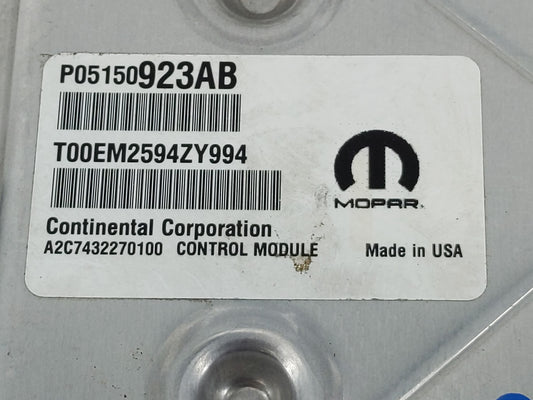 P05150923AB
T00EM2594ZY994
MOPAR
Continental Corporation
A2C7432270100 CONTROL MODULE Made in USA